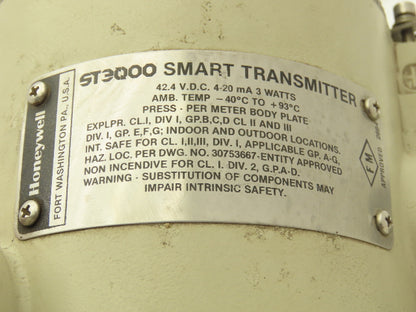 ST3000 SMART TRANSMITTER
42.4 V.D.C. 4-20 mA 3 WATTS
AMB. TEMP -40°C TO +93°C
PRESS - PER METER BODY PLATE
EXPLPR. CL.I, DIV I, GP.B,C,D CL II AND III
DIV. I, GP. E,F,G; INDOOR AND OUTDOOR LOCATIONS.
INT. SAFE FOR CL. I,II,III, DIV. I, APPLICABLE GP. A-G,
HAZ. LOC. PER DWG. NO. 30753667-ENTITY APPROVED
NON INCENDIVE FOR CL. I. DIV. 2, G.P.A-D.
WARNING - SUBSTITUTION OF COMPONENTS MAY
IMPAIR INTRINSIC SAFETY.
Honeywell
FORT WASHINGTON PA., U.S.A.
FM
APPROVED